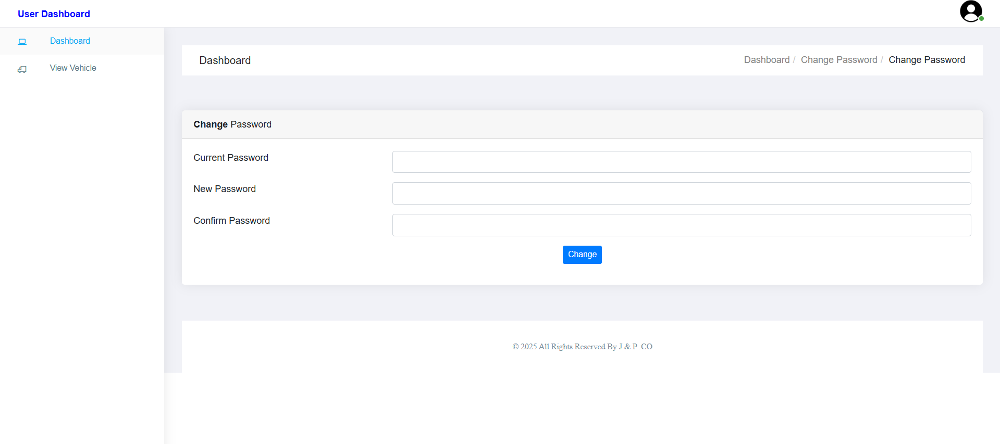 User Dashboard
Dashboard
View Vehicle
Dashboard
Dashboard / Change Password / Change Password
Change Password
Current Password
New Password
Confirm Password
Change
© 2025 All Rights Reserved By J & P .CO